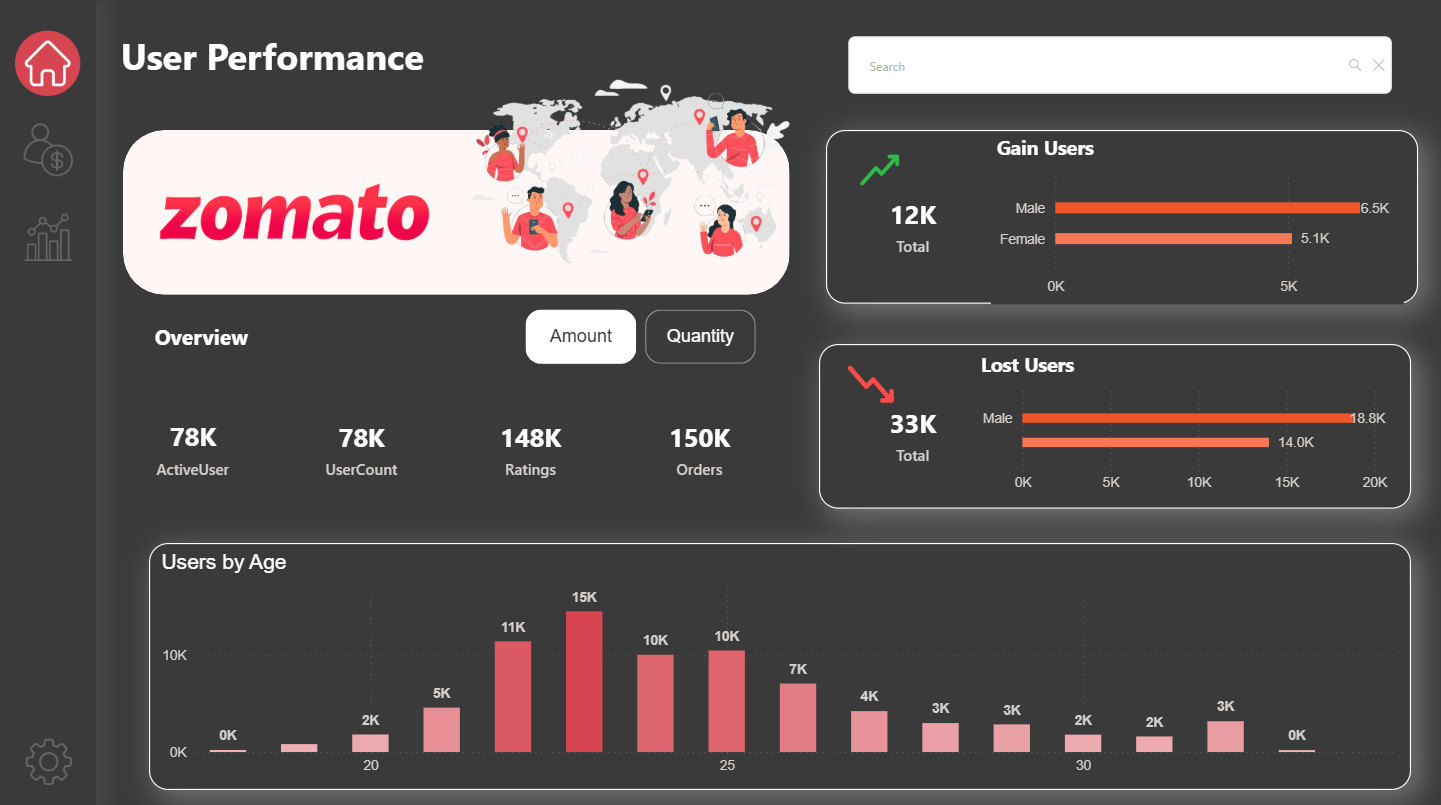 User Performance
Search
zomato
Gain Users
12K
Total
Male
6.5K
Female
5.1K
0K
5K
Overview
Amount
Quantity
78K
ActiveUser
78K
UserCount
148K
Ratings
150K
Orders
Lost Users
33K
Total
Male
18.8K
14.0K
0K
5K
10K
15K
20K
Users by Age
10K
0K
0K
2K
5K
11K
15K
10K
10K
7K
4K
3K
3K
2K
2K
3K
0K
20
25
30